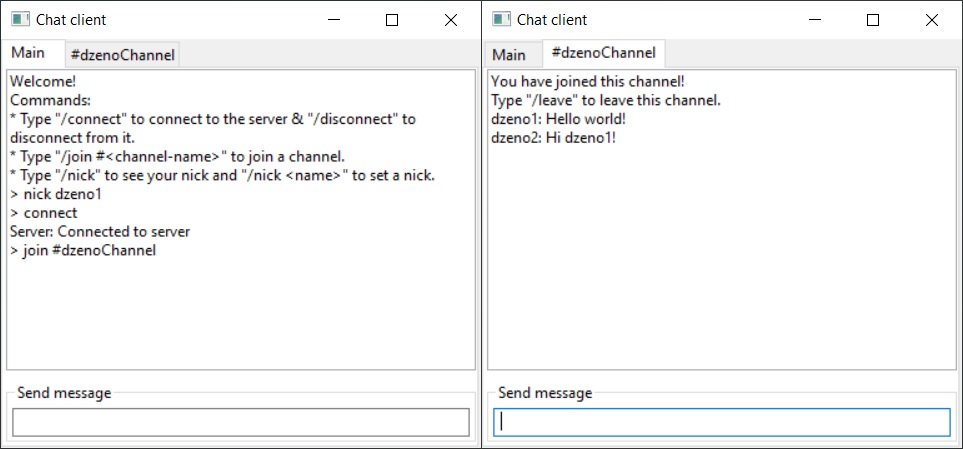 Chat client
Main
#dzenoChannel
Welcome!
Commands:
* Type "/connect" to connect to the server & "/disconnect" to
disconnect from it.
* Type "/join #<channel-name>" to join a channel.
* Type "/nick" to see your nick and "/nick <name>" to set a nick.
> nick dzeno1
> connect
Server: Connected to server
> join #dzenoChannel
Send message
Chat client
Main
#dzenoChannel
You have joined this channel!
Type "/leave" to leave this channel.
dzeno1: Hello world!
dzeno2: Hi dzeno1!
Send message